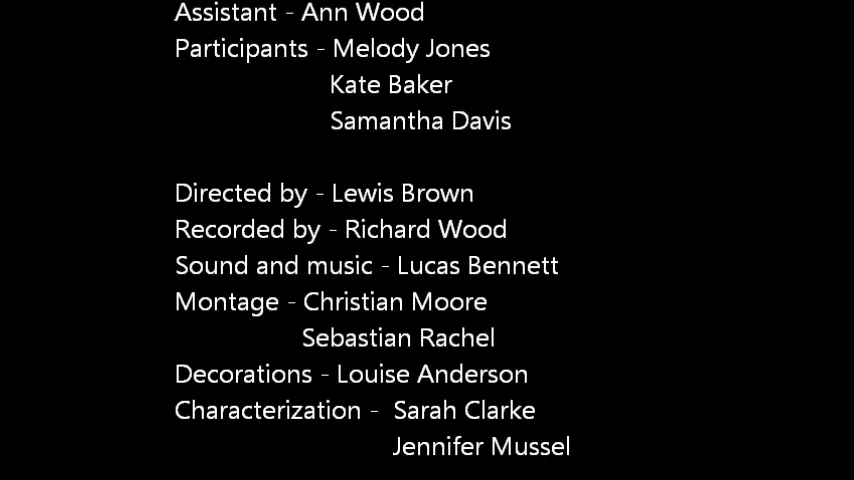 Assistant - Ann Wood
Participants - Melody Jones
Kate Baker
Samantha Davis
Directed by - Lewis Brown
Recorded by - Richard Wood
Sound and music - Lucas Bennett
Montage - Christian Moore
Sebastian Rachel
Decorations - Louise Anderson
Characterization - Sarah Clarke
Jennifer Mussel